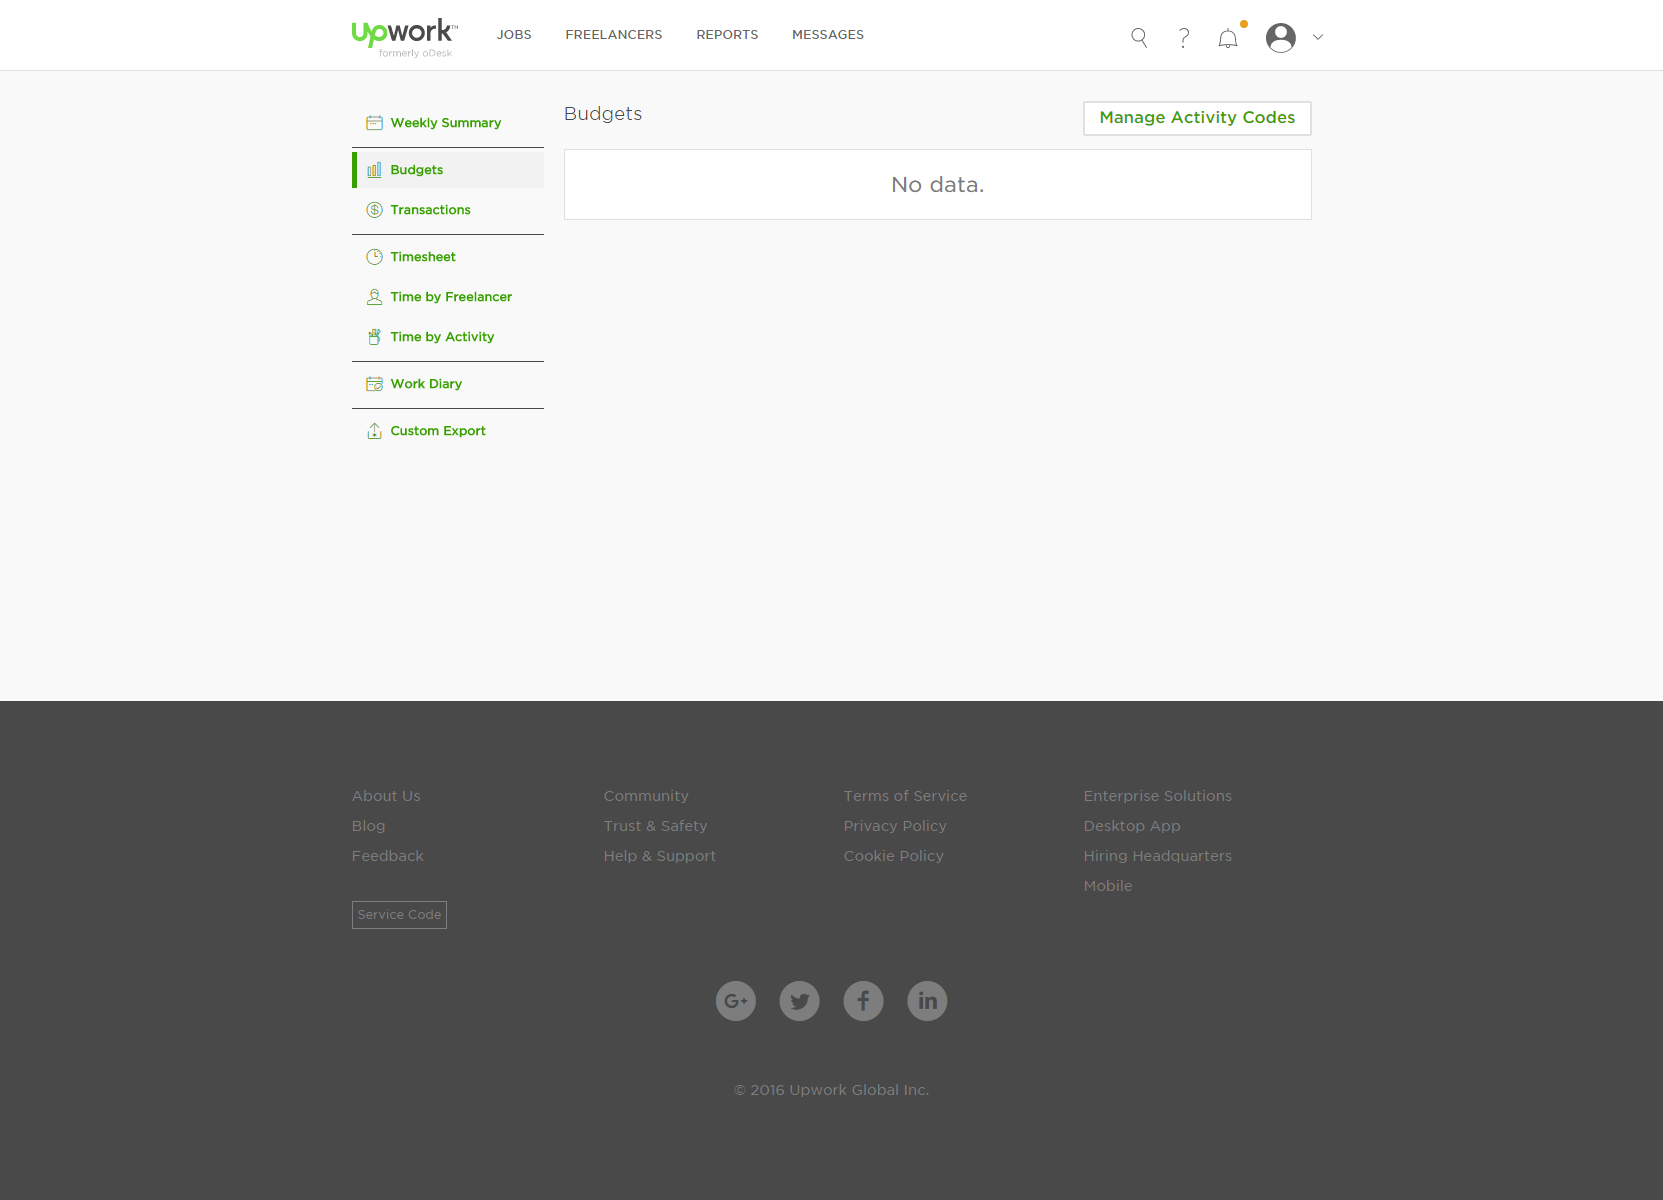 Upwork™
formerly oDesk
JOBS
FREELANCERS
REPORTS
MESSAGES
Weekly Summary
Budgets
Transactions
Timesheet
Time by Freelancer
Time by Activity
Work Diary
Custom Export
Budgets
Manage Activity Codes
No data.
About Us
Blog
Feedback
Service Code
Community
Trust & Safety
Help & Support
Terms of Service
Privacy Policy
Cookie Policy
Enterprise Solutions
Desktop App
Hiring Headquarters
Mobile
G+
f
in
© 2016 Upwork Global Inc.